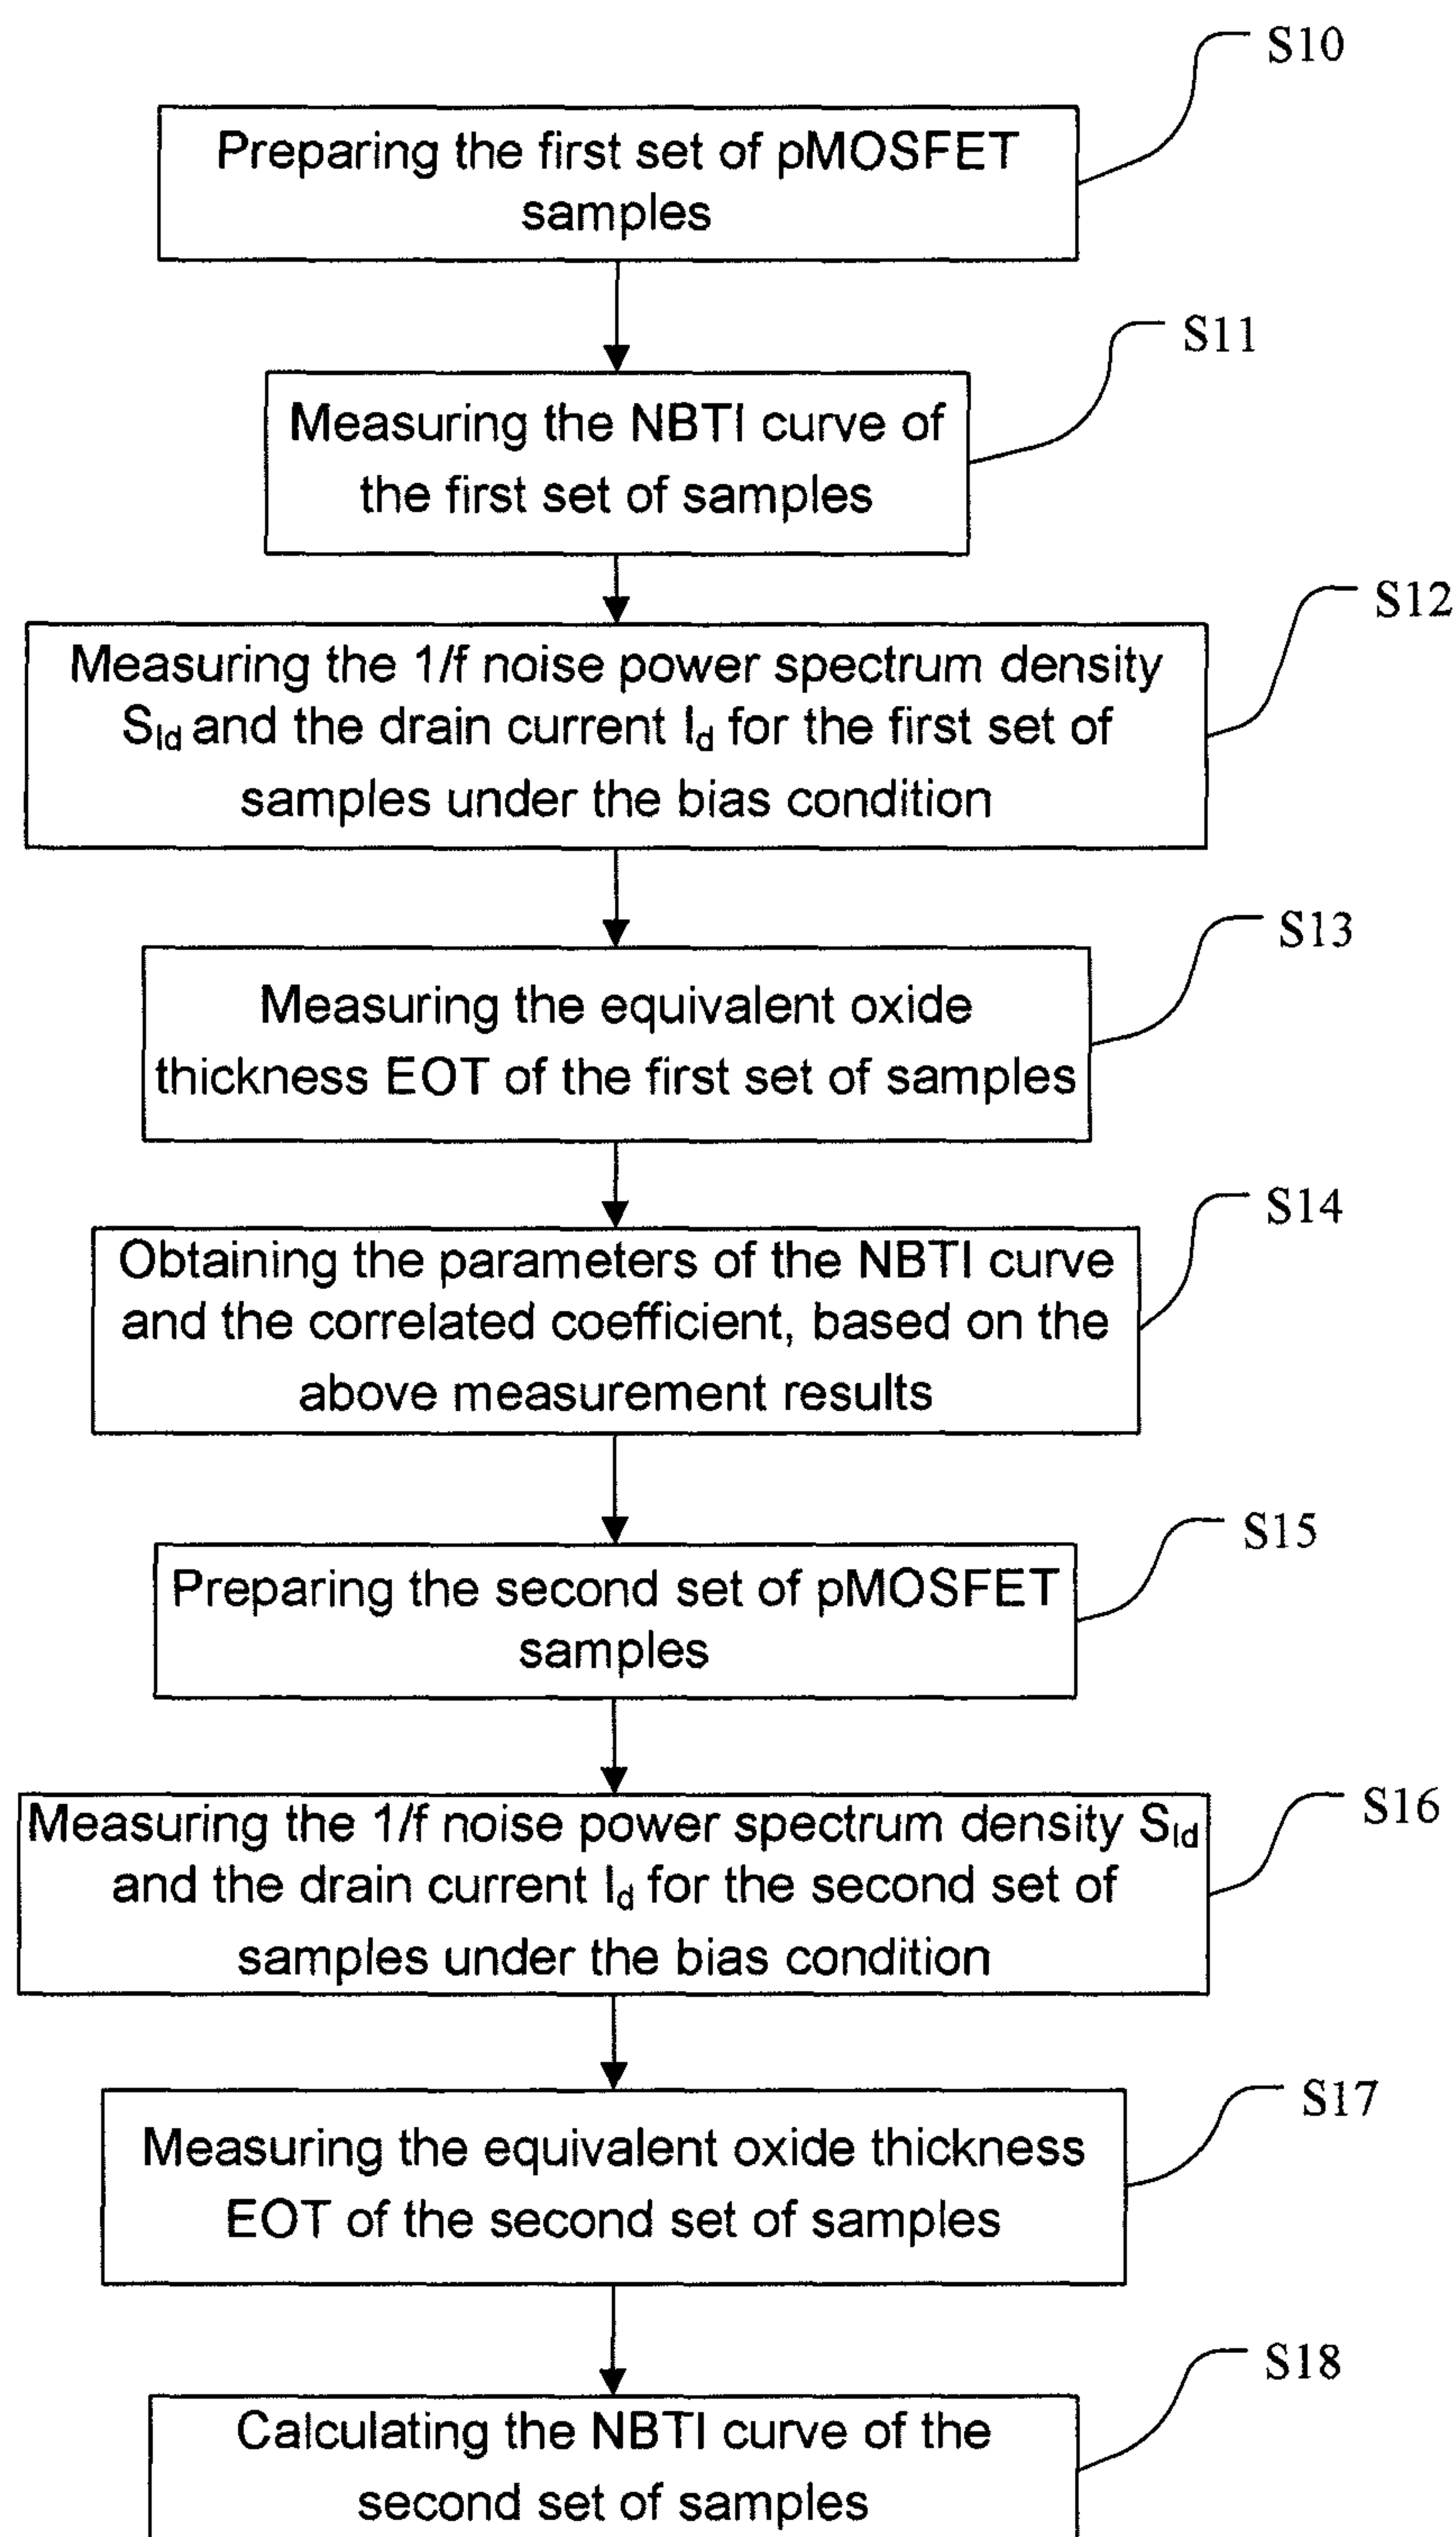 S10
Preparing the first set of pMOSFET
samples
S11
Measuring the NBTI curve of
the first set of samples
S12
Measuring the 1/f noise power spectrum density
S_Id and the drain current I_d for the first set of
samples under the bias condition
S13
Measuring the equivalent oxide
thickness EOT of the first set of samples
S14
Obtaining the parameters of the NBTI curve
and the correlated coefficient, based on the
above measurement results
S15
Preparing the second set of pMOSFET
samples
S16
Measuring the 1/f noise power spectrum density S_Id
and the drain current I_d for the second set of
samples under the bias condition
S17
Measuring the equivalent oxide thickness
EOT of the second set of samples
S18
Calculating the NBTI curve of the
second set of samples